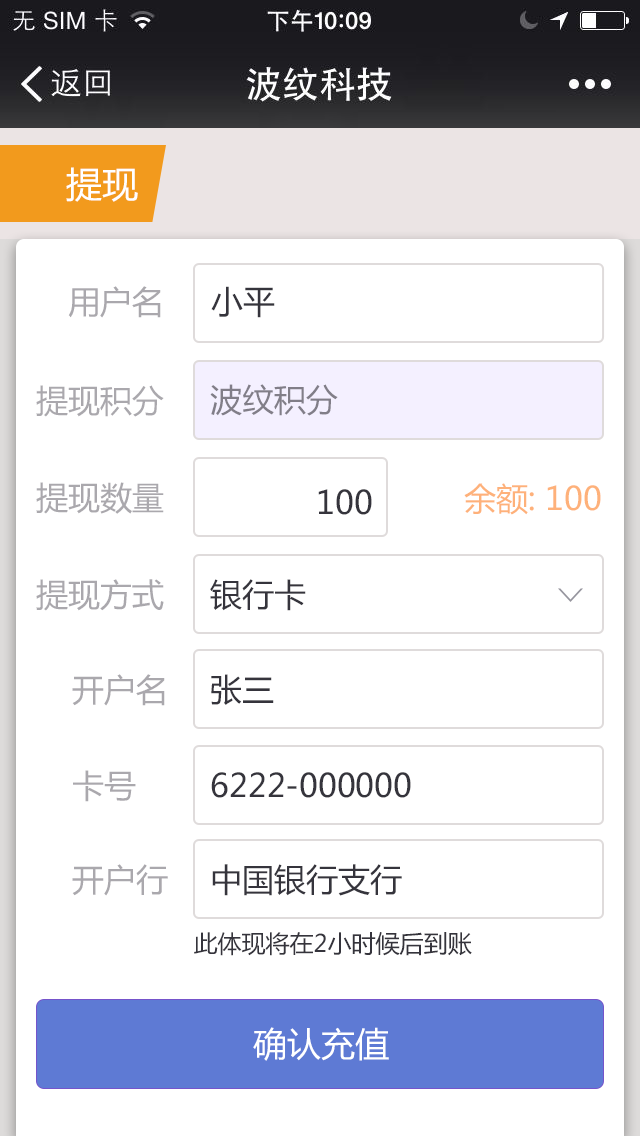 无 SIM 卡 下午10:09
返回 波纹科技
提现
用户名 小平
提现积分 波纹积分
提现数量 100 余额: 100
提现方式 银行卡
开户名 张三
卡号 6222-000000
开户行 中国银行支行
此体现将在2小时候后到账
确认充值